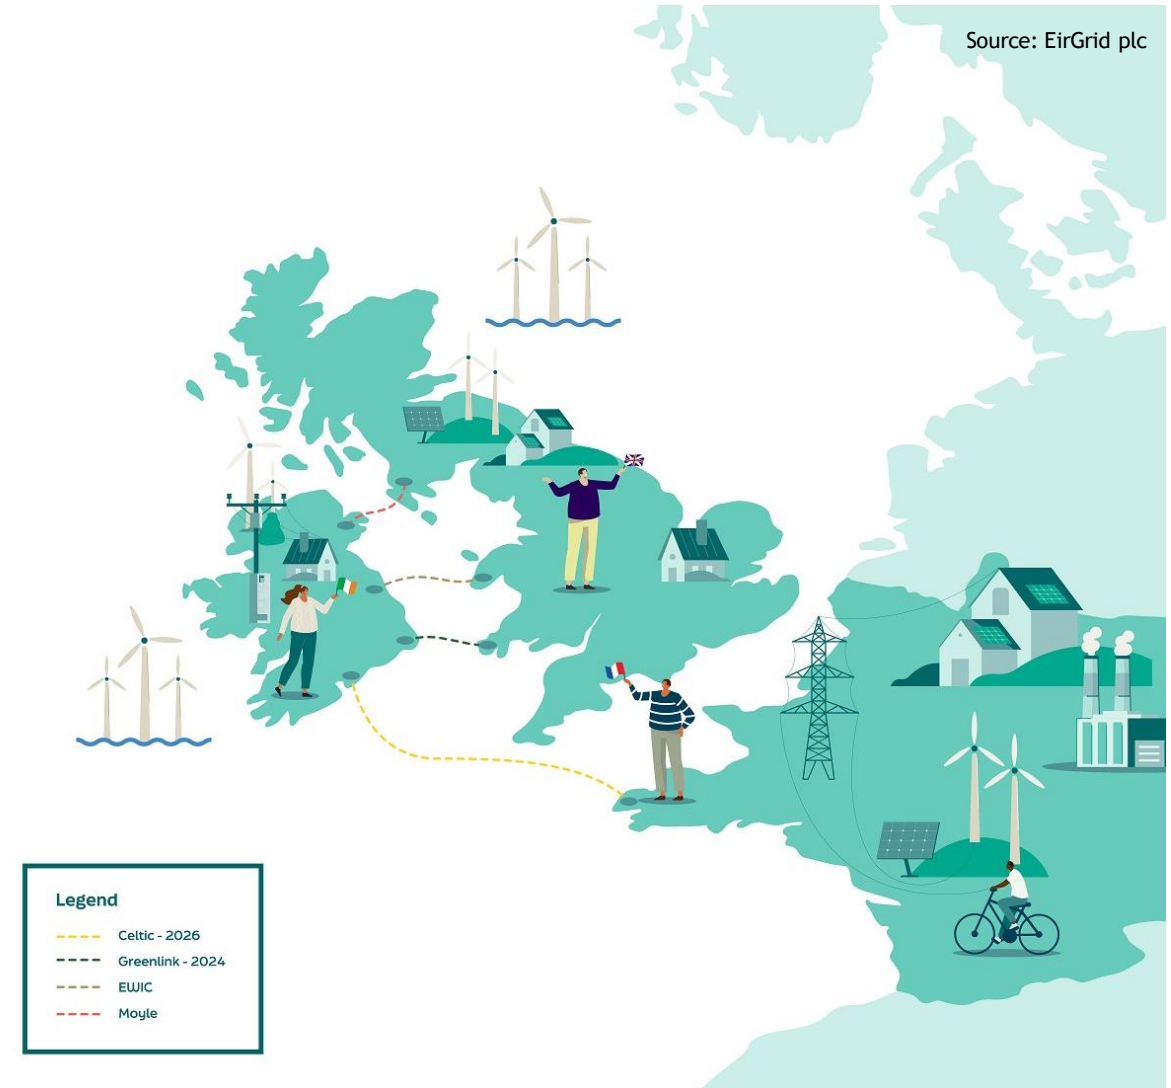 Source: EirGrid plc
Legend
Celtic - 2026
Greenlink - 2024
EWIC
Moyle